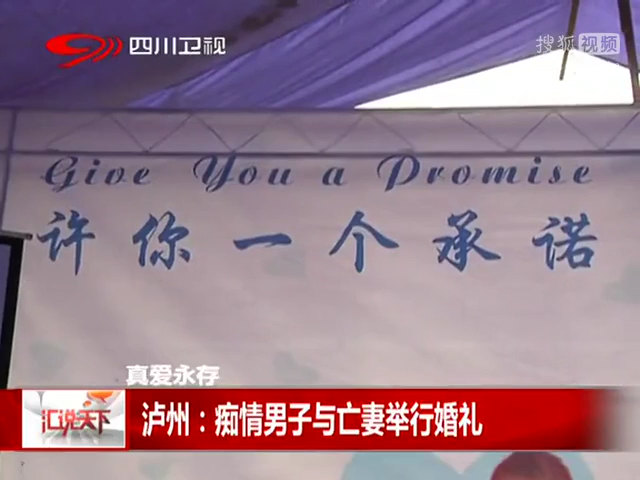 四川卫视
搜狐视频
Give You a Promise
许你一个承诺
真爱永存
汇说天下
泸州：痴情男子与亡妻举行婚礼